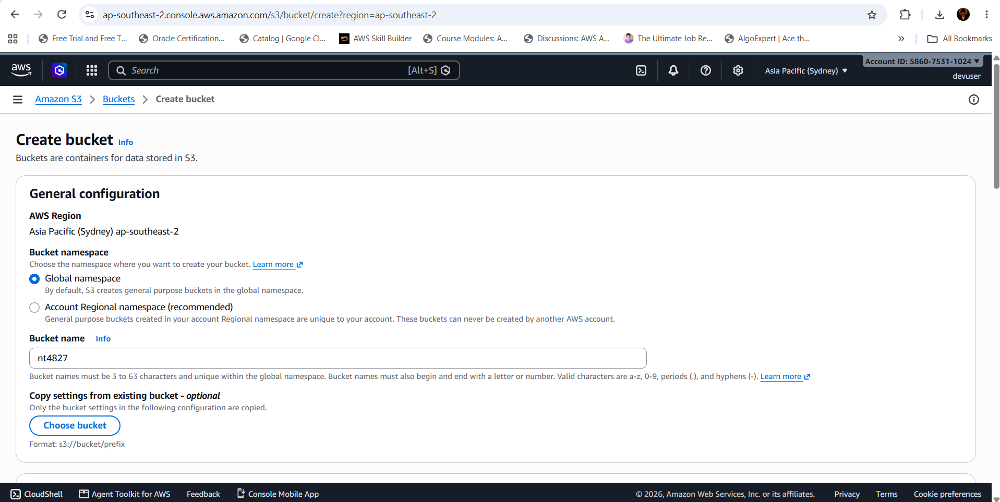 ap-southeast-2.console.aws.amazon.com/s3/bucket/create?region=ap-southeast-2
Free Trial and Free T... Oracle Certification... Catalog | Google Cl... aws AWS Skill Builder Course Modules: A... Discussions: AWS A... The Ultimate Job Re... AlgoExpert | Ace th... » All Bookmarks
aws Search [Alt+S] Asia Pacific (Sydney) Account ID: 5860-7531-1024
devuser
Amazon S3 Buckets Create bucket
Create bucket Info
Buckets are containers for data stored in S3.
General configuration
AWS Region
Asia Pacific (Sydney) ap-southeast-2
Bucket namespace
Choose the namespace where you want to create your bucket. Learn more
Global namespace
By default, S3 creates general purpose buckets in the global namespace.
Account Regional namespace (recommended)
General purpose buckets created in your account Regional namespace are unique to your account. These buckets can never be created by another AWS account.
Bucket name Info
nt4827
Bucket names must be 3 to 63 characters and unique within the global namespace. Bucket names must also begin and end with a letter or number. Valid characters are a-z, 0-9, periods (.), and hyphens (-). Learn more
Copy settings from existing bucket - optional
Only the bucket settings in the following configuration are copied.
Choose bucket
Format: s3://bucket/prefix
CloudShell Agent Toolkit for AWS Feedback Console Mobile App © 2026, Amazon Web Services, Inc. or its affiliates. Privacy Terms Cookie preferences